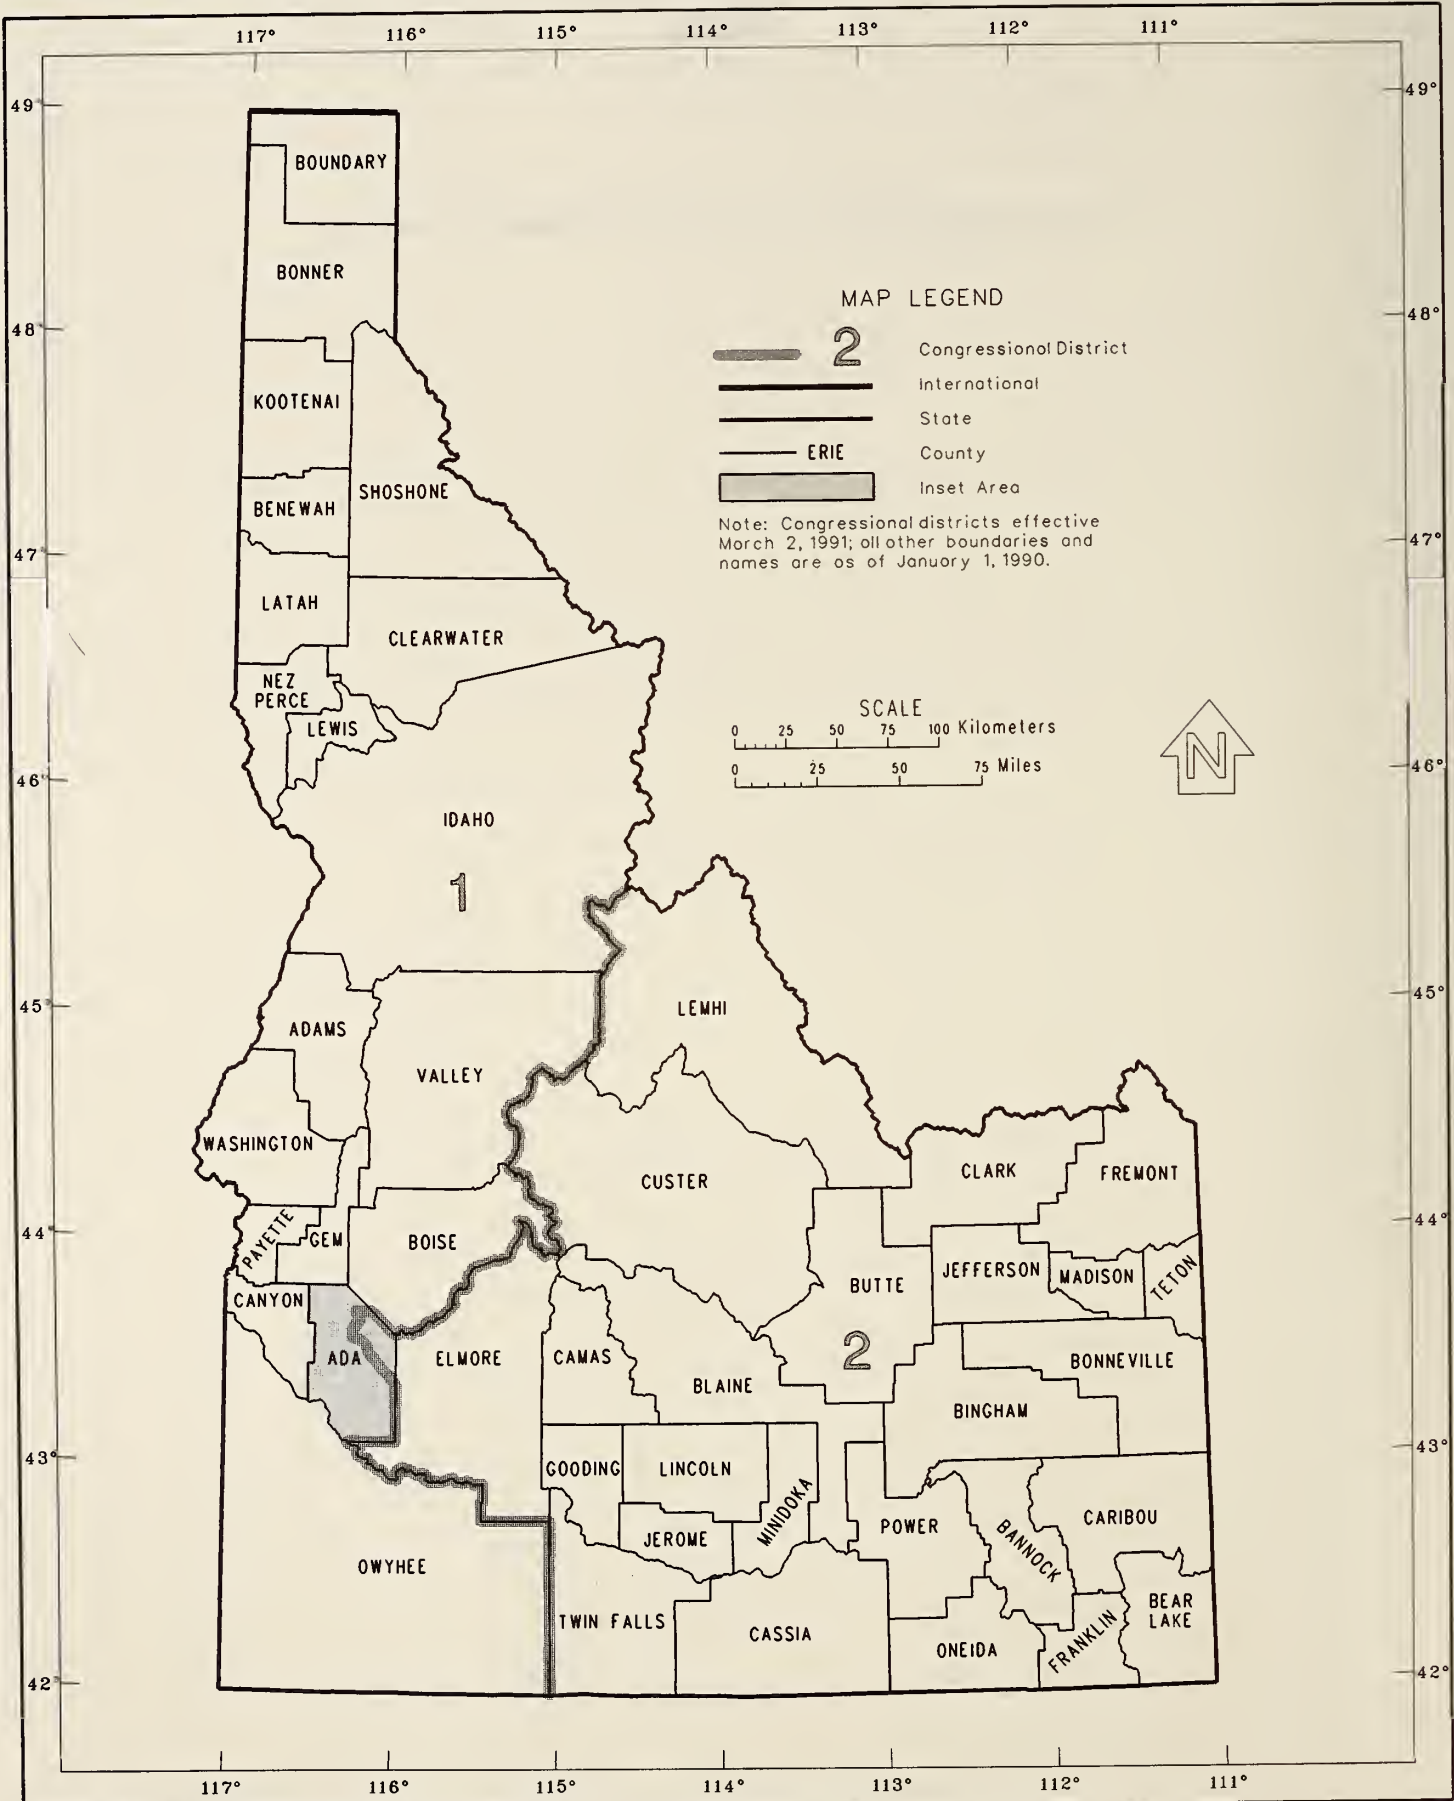 117° 116° 115° 114° 113° 112° 111°
49° 49°
BOUNDARY
BONNER
MAP LEGEND
48° 48°
2 Congressional District
International
KOOTENAI
State
ERIE County
Inset Area
SHOSHONE
BENEWAH
Note: Congressional districts effective
March 2, 1991; all other boundaries and
names are as of January 1, 1990.
47° 47°
LATAH
CLEARWATER
NEZ
PERCE
LEWIS
SCALE
0 25 50 75 100 Kilometers
0 25 50 75 Miles
N
46° 46°
IDAHO
1
45° 45°
LEMHI
ADAMS
VALLEY
WASHINGTON
CUSTER
CLARK
FREMONT
44° 44°
PAYETTE
GEM
BOISE
BUTTE
JEFFERSON
MADISON
TETON
CANYON
2
ADA
ELMORE
CAMAS
BLAINE
BONNEVILLE
BINGHAM
43° 43°
GOODING
LINCOLN
MINIDOKA
JEROME
POWER
BANNOCK
CARIBOU
OWYHEE
TWIN FALLS
CASSIA
ONEIDA
FRANKLIN
BEAR
LAKE
42° 42°
117° 116° 115° 114° 113° 112° 111°